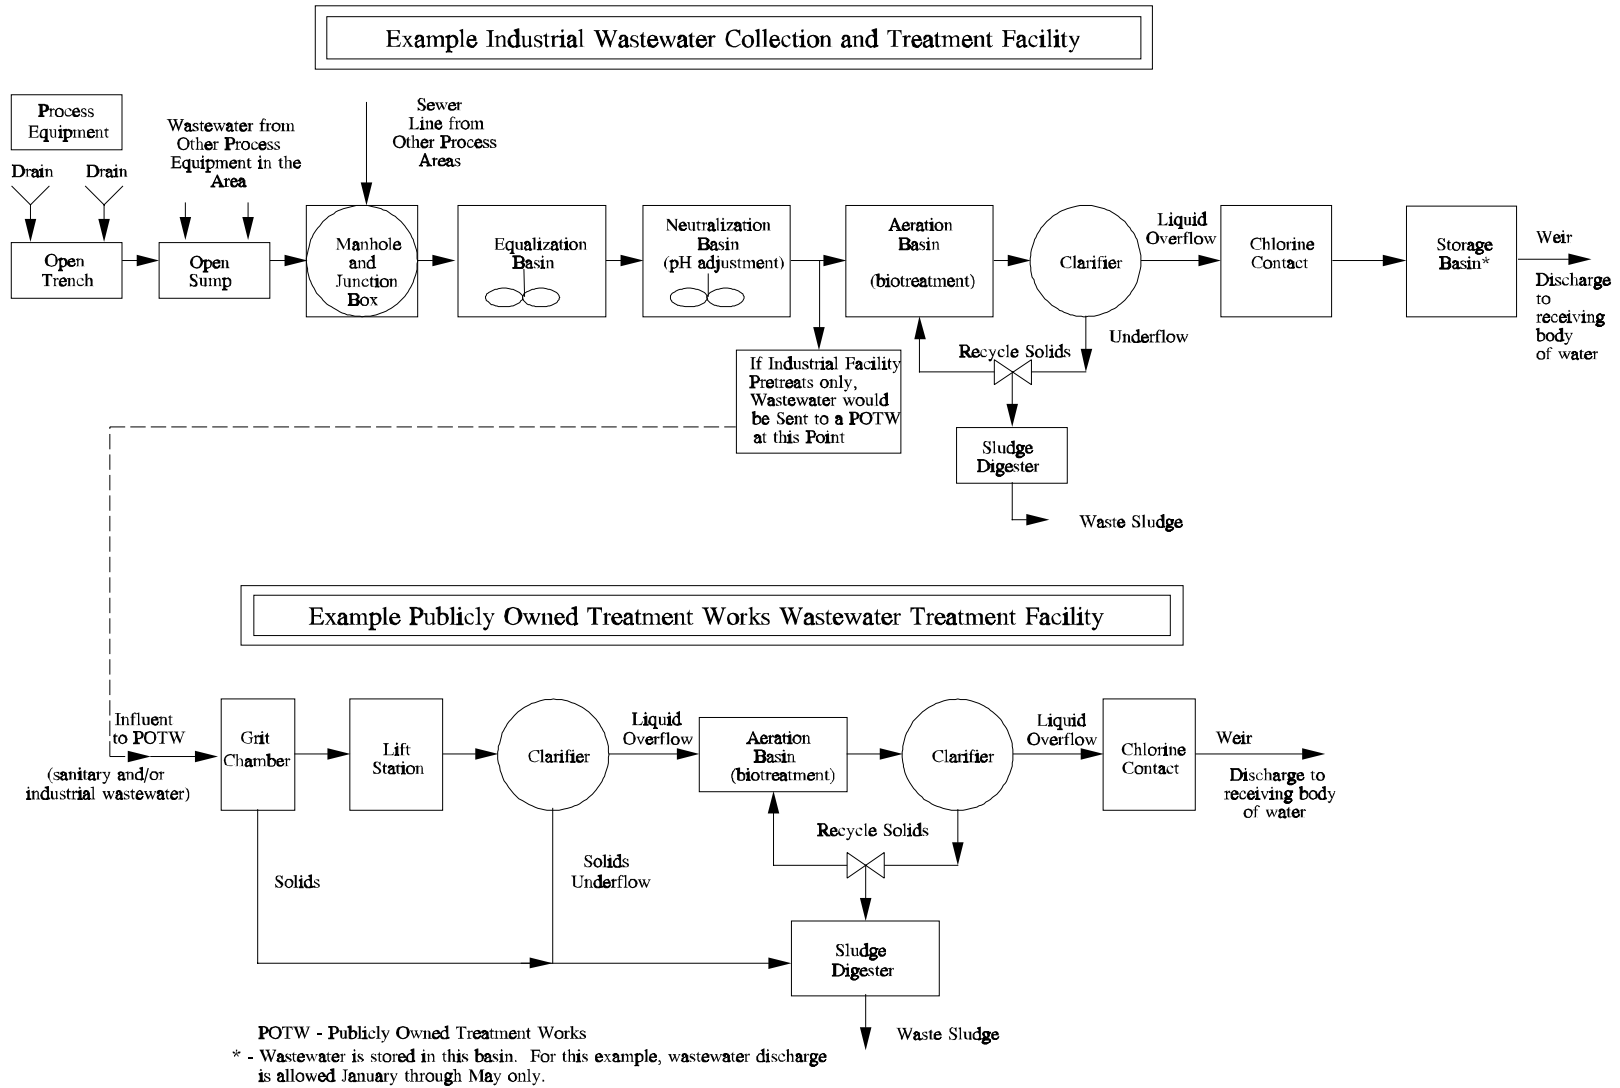 Example Industrial Wastewater Collection and Treatment Facility
Process
Equipment
Drain
Drain
Open
Trench
Wastewater from
Other Process
Equipment in the
Area
Open
Sump
Sewer
Line from
Other Process
Areas
Manhole
and
Junction
Box
Equalization
Basin
Neutralization
Basin
(pH adjustment)
If Industrial Facility
Pretreats only,
Wastewater would
be Sent to a POTW
at this Point
Aeration
Basin
(biotreatment)
Clarifier
Liquid
Overflow
Underflow
Recycle Solids
Sludge
Digester
Waste Sludge
Chlorine
Contact
Storage
Basin*
Weir
Discharge
to
receiving
body
of water
Example Publicly Owned Treatment Works Wastewater Treatment Facility
Influent
to POTW
(sanitary and/or
industrial wastewater)
Grit
Chamber
Lift
Station
Clarifier
Liquid
Overflow
Aeration
Basin
(biotreatment)
Clarifier
Liquid
Overflow
Chlorine
Contact
Weir
Discharge to
receiving body
of water
Solids
Solids
Underflow
Recycle Solids
Sludge
Digester
Waste Sludge
POTW - Publicly Owned Treatment Works
* - Wastewater is stored in this basin. For this example, wastewater discharge
is allowed January through May only.